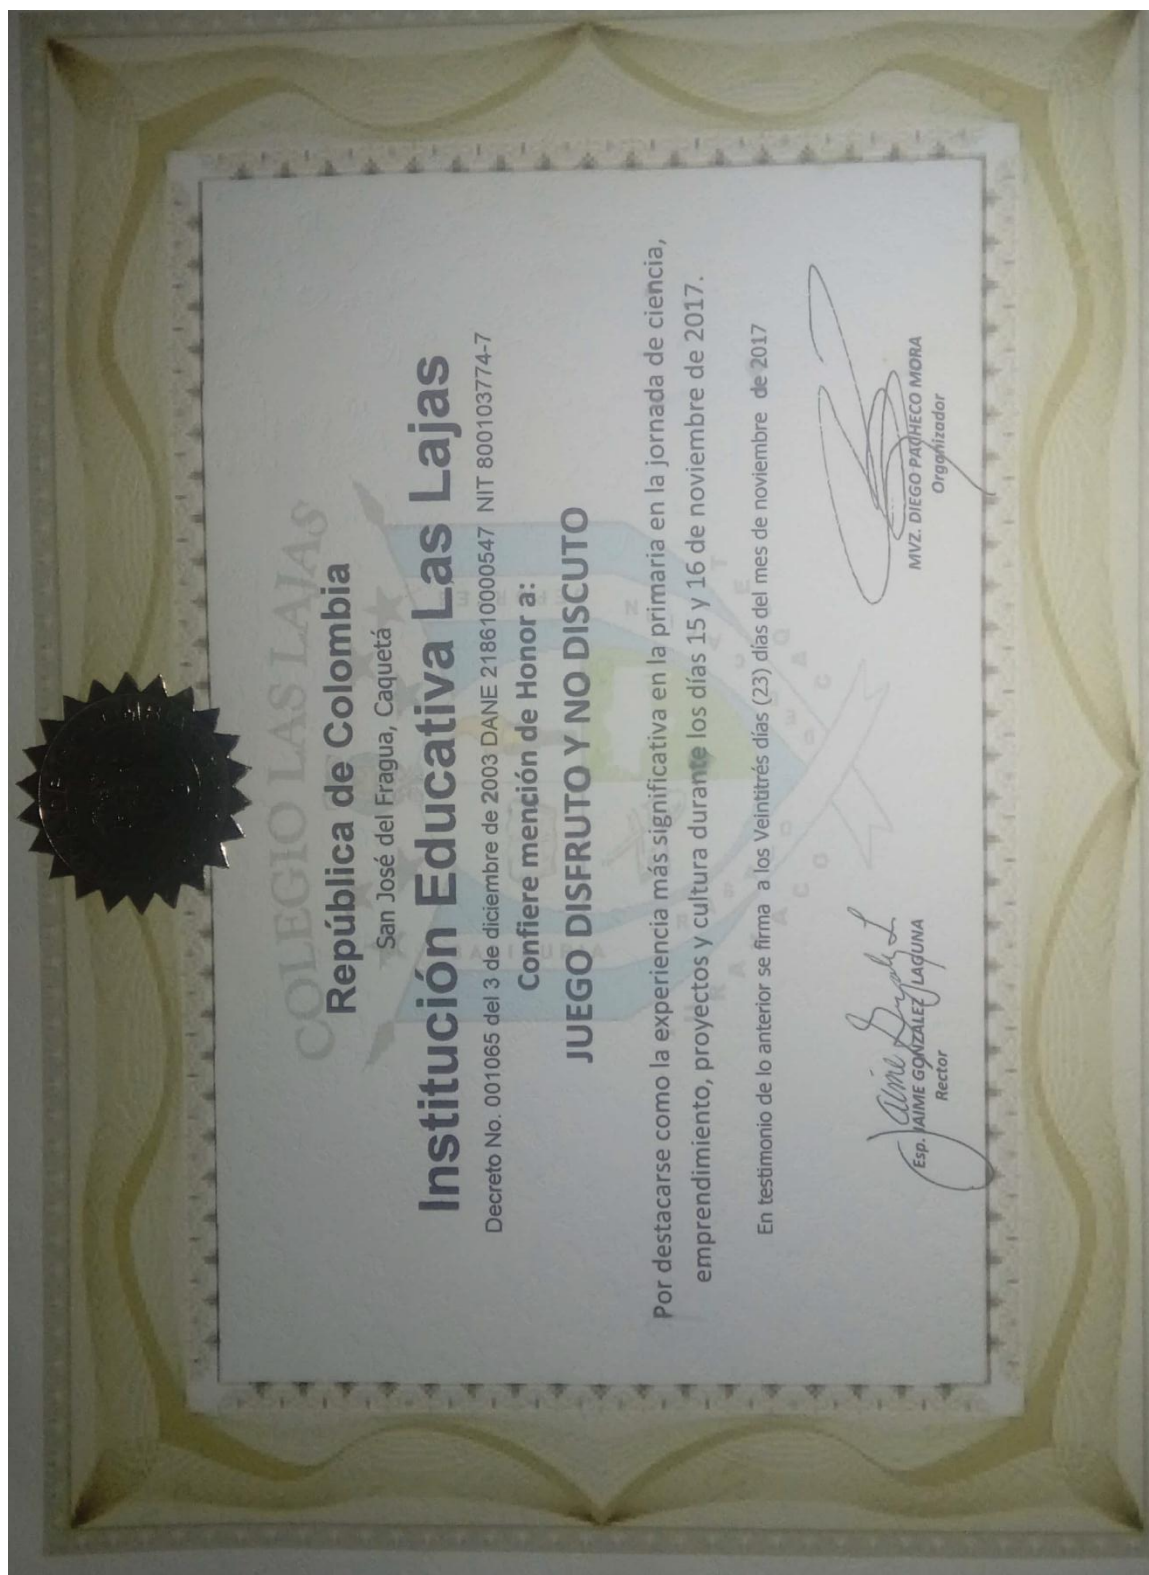 COLEGIO LAS LAJAS
República de Colombia
San José del Fragua, Caquetá
Institución Educativa Las Lajas
Decreto No. 001065 del 3 de diciembre de 2003 DANE 218610000547 NIT 800103774-7
Confiere mención de Honor a:
JUEGO DISFRUTO Y NO DISCUTO
Por destacarse como la experiencia más significativa en la primaria en la jornada de ciencia,
emprendimiento, proyectos y cultura durante los días 15 y 16 de noviembre de 2017.
En testimonio de lo anterior se firma a los Veintitrés días (23) días del mes de noviembre de 2017
Esp. JAIME GONZÁLEZ LAGUNA
Rector
MVZ. DIEGO PACHECO MORA
Organizador